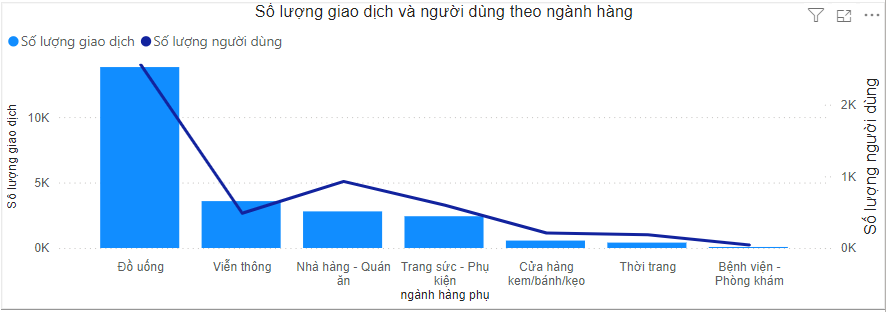 Số lượng giao dịch và người dùng theo ngành hàng
Số lượng giao dịch Số lượng người dùng
Số lượng giao dịch
10K
5K
0K
2K
1K
0K
Số lượng người dùng
Đồ uống
Viễn thông
Nhà hàng - Quán
ăn
Trang sức - Phụ
kiện
Cửa hàng
kem/bánh/kẹo
Thời trang
Bệnh viện -
Phòng khám
ngành hàng phụ